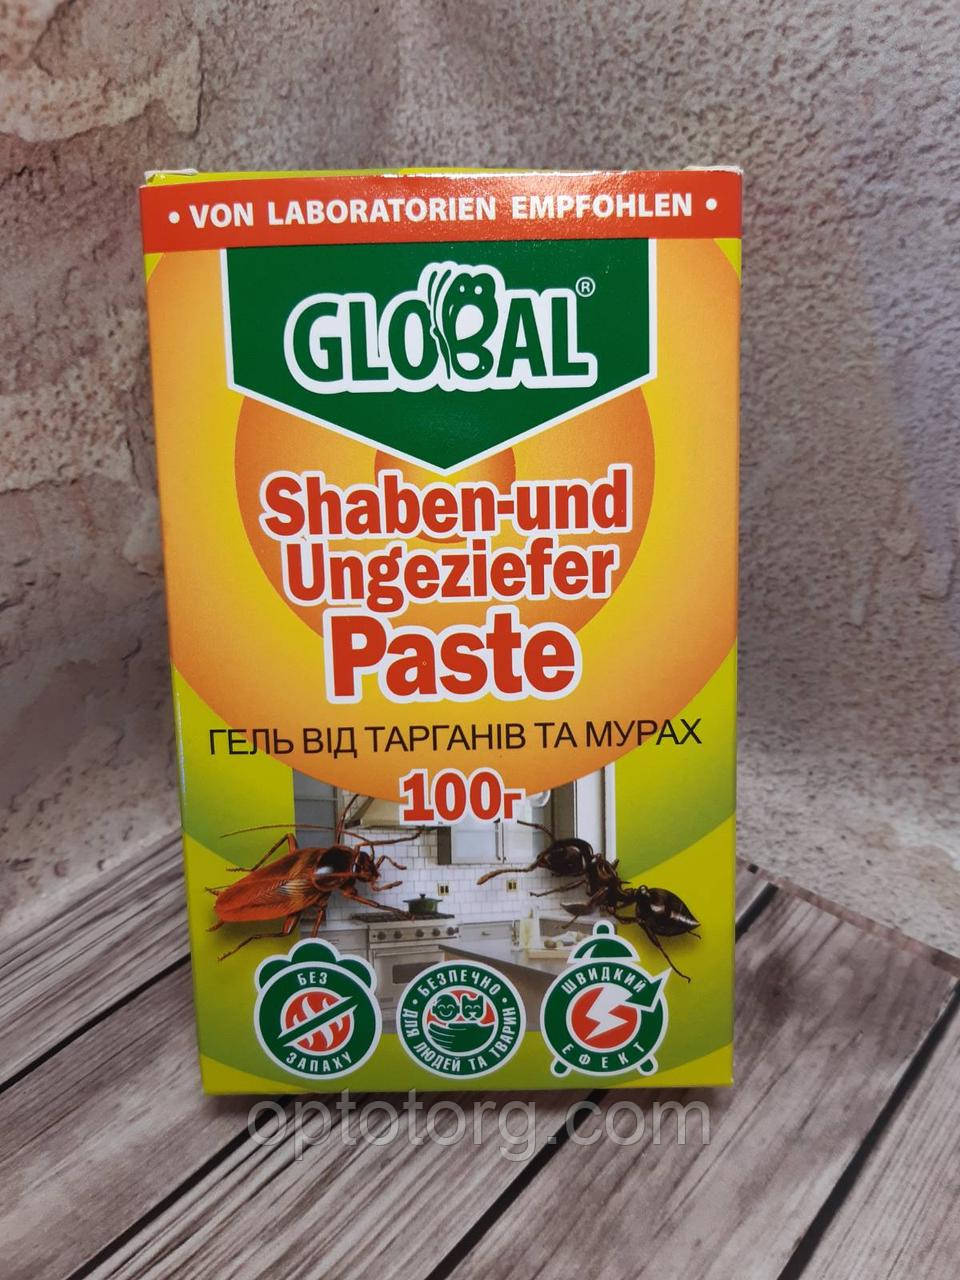 • VON LABORATORIEN EMPFOHLEN •
GLOBAL®
Shaben-und
Ungeziefer
Paste
ГЕЛЬ ВІД ТАРГАНІВ ТА МУРАХ
100г
БЕЗ
ЗАПАХУ
БЕЗПЕЧНО
ДЛЯ ЛЮДЕЙ ТА ТВАРИН
ШВИДКИЙ
ЕФЕКТ
optotorg.com